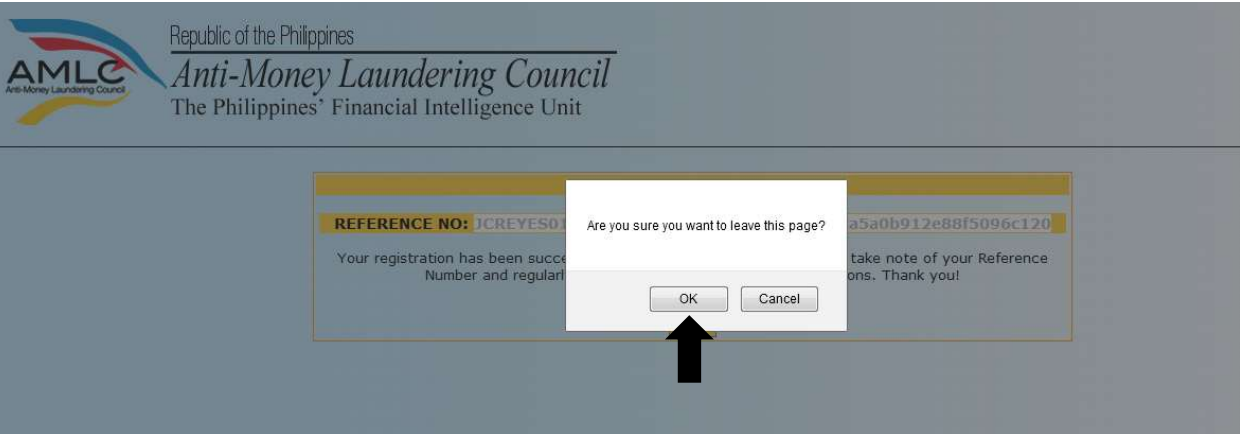 Republic of the Philippines
AMLC
Anti-Money Laundering Council
Anti-Money Laundering Council
The Philippines' Financial Intelligence Unit
REFERENCE NO: JCREYES01 a5a0b912e88f5096c120
Are you sure you want to leave this page?
Your registration has been succe take note of your Reference
Number and regularl ons. Thank you!
OK Cancel